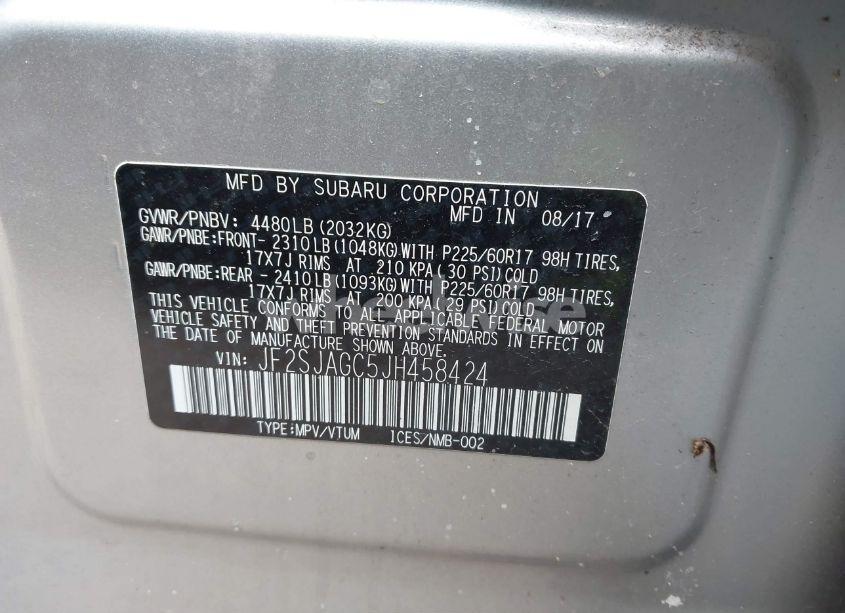 MFD BY SUBARU CORPORATION
MFD IN 08/17
GVWR/PNBV: 4480LB(2032KG)
GAWR/PNBE:FRONT- 2310LB(1048KG)WITH P225/60R17 98H TIRES,
17X7J RIMS AT 210 KPA(30 PSI)COLD
GAWR/PNBE:REAR - 2410LB(1093KG)WITH P225/60R17 98H TIRES,
17X7J RIMS AT 200 KPA(29 PSI)COLD
THIS VEHICLE CONFORMS TO ALL APPLICABLE FEDERAL MOTOR
VEHICLE SAFETY AND THEFT PREVENTION STANDARDS IN EFFECT ON
THE DATE OF MANUFACTURE SHOWN ABOVE.
VIN: JF2SJAGC5JH458424
TYPE:MPV/VTUM ICES/NMB-002